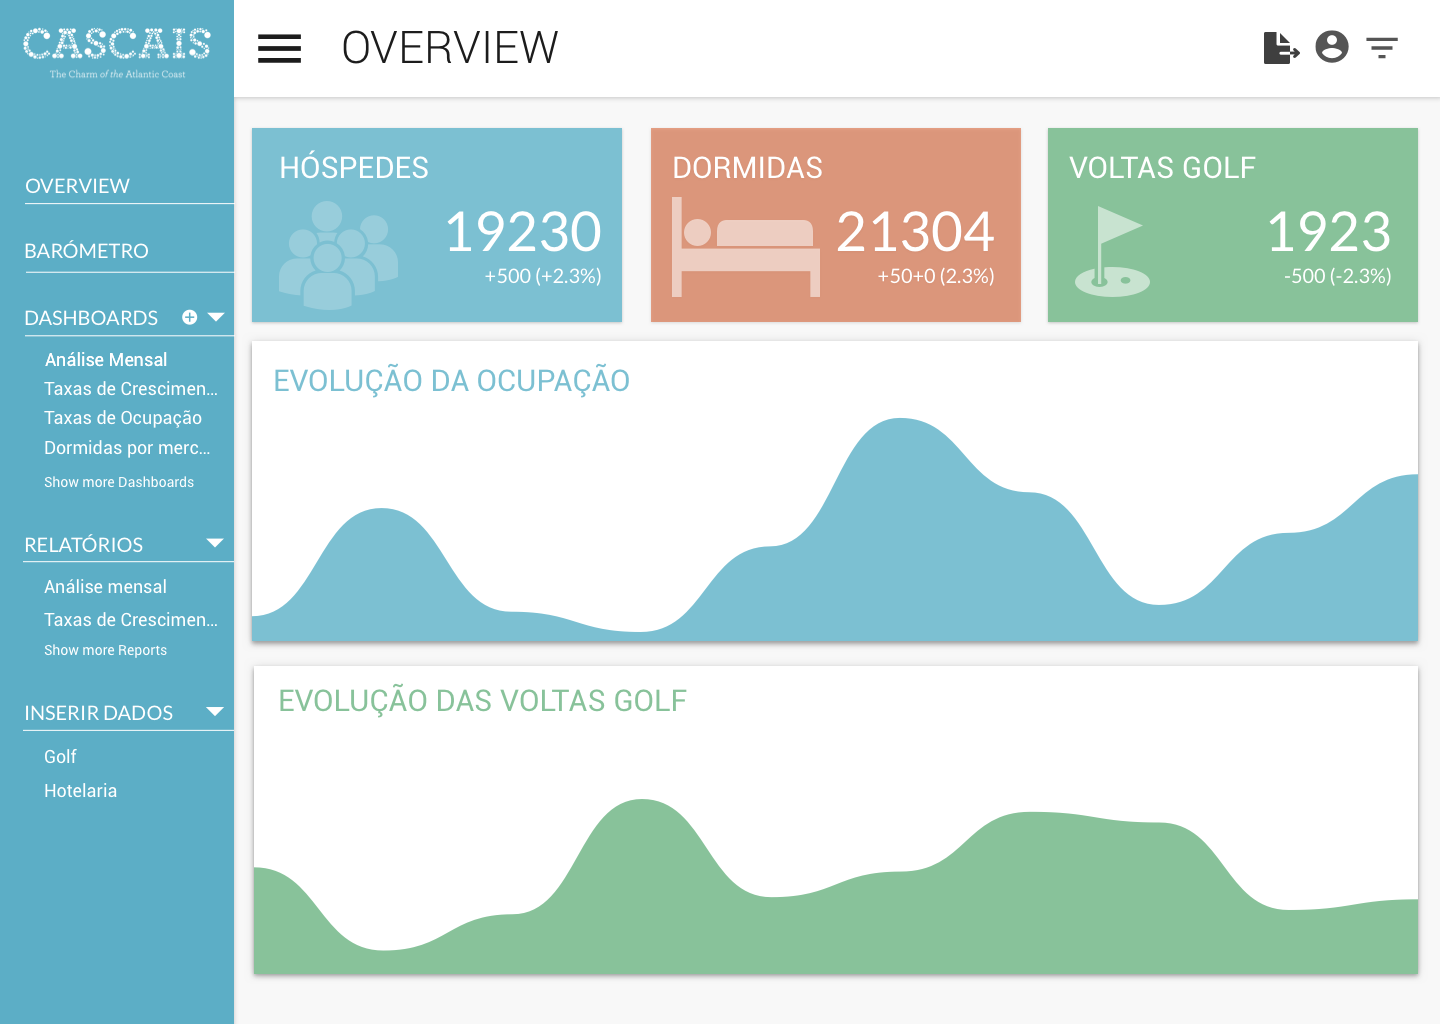 CASCAIS
The Charm of the Atlantic Coast
OVERVIEW
OVERVIEW
BARÓMETRO
DASHBOARDS
Análise Mensal
Taxas de Crescimen...
Taxas de Ocupação
Dormidas por merc...
Show more Dashboards
RELATÓRIOS
Análise mensal
Taxas de Crescimen...
Show more Reports
INSERIR DADOS
Golf
Hotelaria
HÓSPEDES
19230
+500 (+2.3%)
DORMIDAS
21304
+50+0 (2.3%)
VOLTAS GOLF
1923
-500 (-2.3%)
EVOLUÇÃO DA OCUPAÇÃO
EVOLUÇÃO DAS VOLTAS GOLF